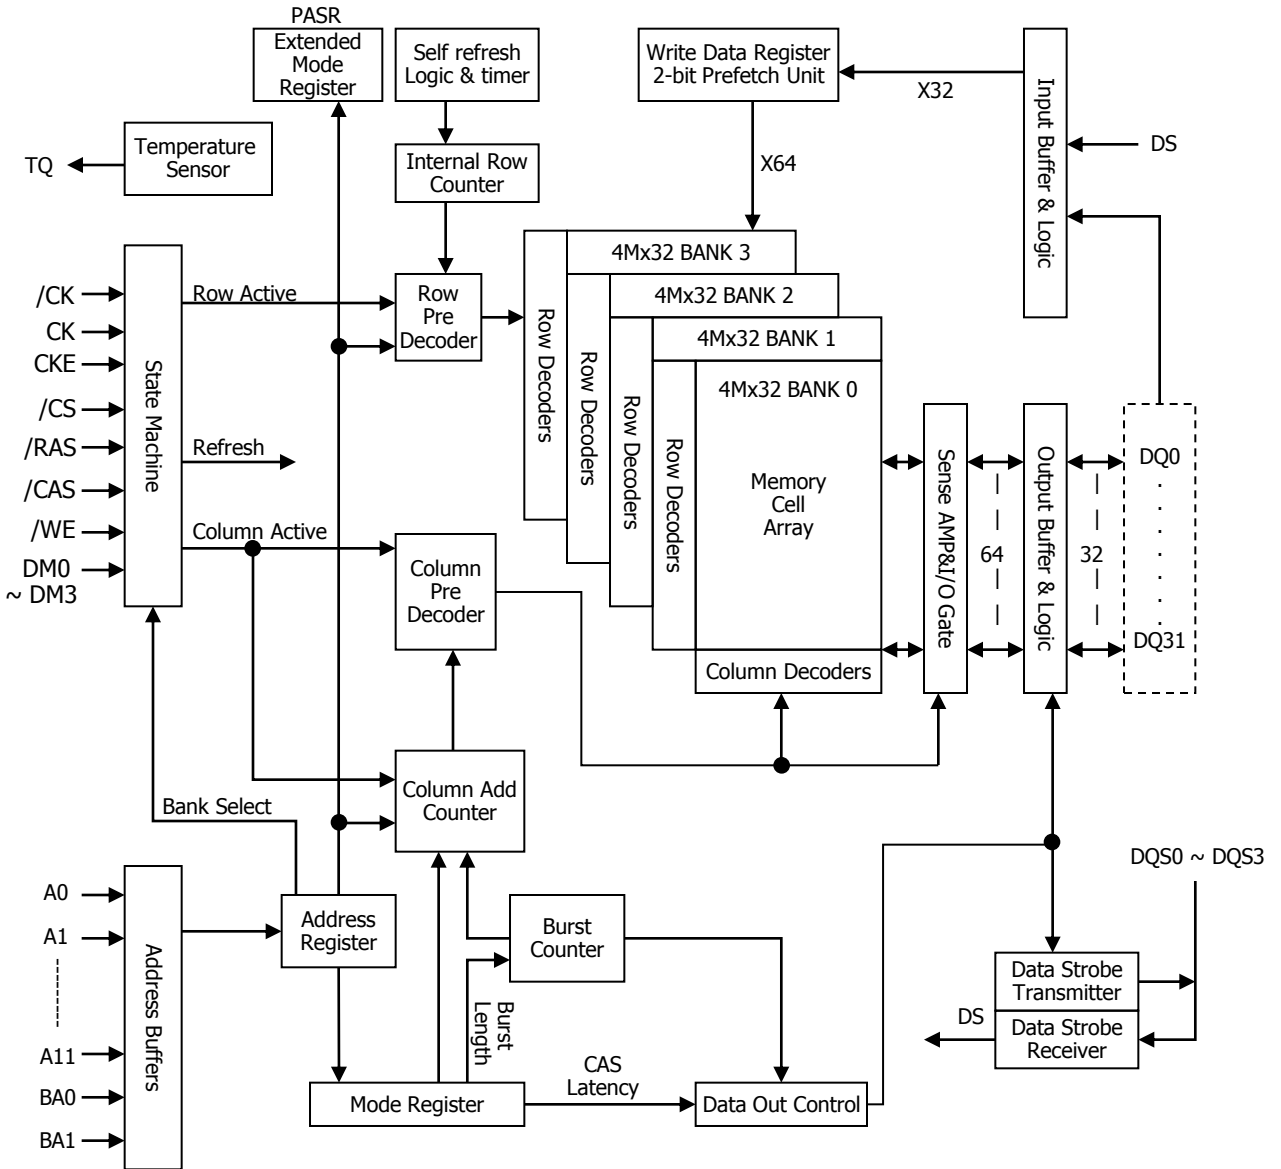 PASR
Extended
Mode
Register
Self refresh
Logic & timer
Write Data Register
2-bit Prefetch Unit
X32
Input Buffer & Logic
DS
Temperature
Sensor
TQ
Internal Row
Counter
X64
4Mx32 BANK 3
4Mx32 BANK 2
4Mx32 BANK 1
4Mx32 BANK 0
Row Decoders
Row Decoders
Row Decoders
Row Decoders
Memory
Cell
Array
Column Decoders
Row
Pre
Decoder
Row Active
/CK
CK
CKE
/CS
/RAS
/CAS
/WE
DM0
~ DM3
State Machine
Refresh
Column Active
Column
Pre
Decoder
Sense AMP&I/O Gate
64
Output Buffer & Logic
32
DQ0
DQ31
Column Add
Counter
Bank Select
A0
A1
A11
BA0
BA1
Address Buffers
Address
Register
Burst
Counter
Burst
Length
DQS0 ~ DQS3
Data Strobe
Transmitter
Data Strobe
Receiver
DS
Mode Register
CAS
Latency
Data Out Control